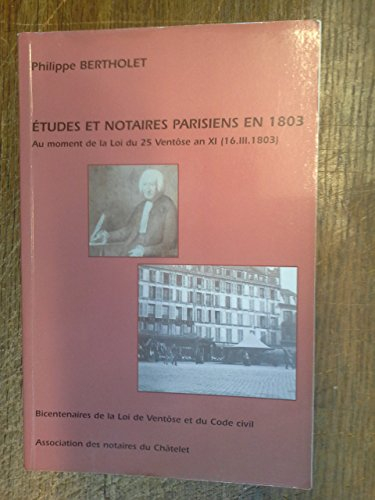 Philippe BERTHOLET
ÉTUDES ET NOTAIRES PARISIENS EN 1803
Au moment de la Loi du 25 Ventôse an XI (16.III.1803)
Bicentenaires de la Loi de Ventôse et du Code civil
Association des notaires du Châtelet